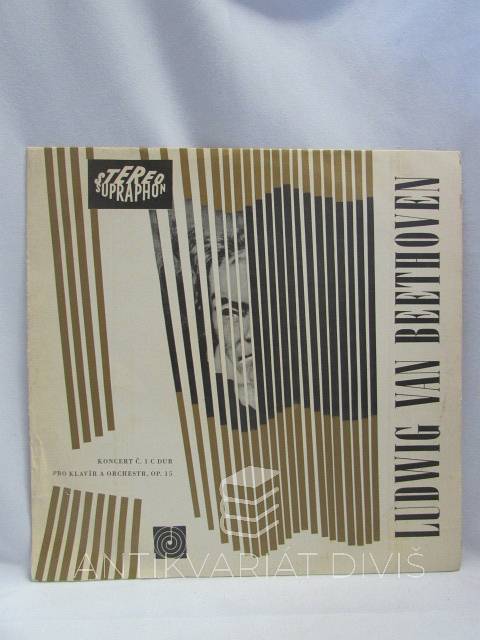 STEREO
SUPRAPHON
LUDWIG VAN BEETHOVEN
KONCERT Č. 1 C DUR
PRO KLAVÍR A ORCHESTR, OP. 15
ANTIKVARIÁT DIVIŠ